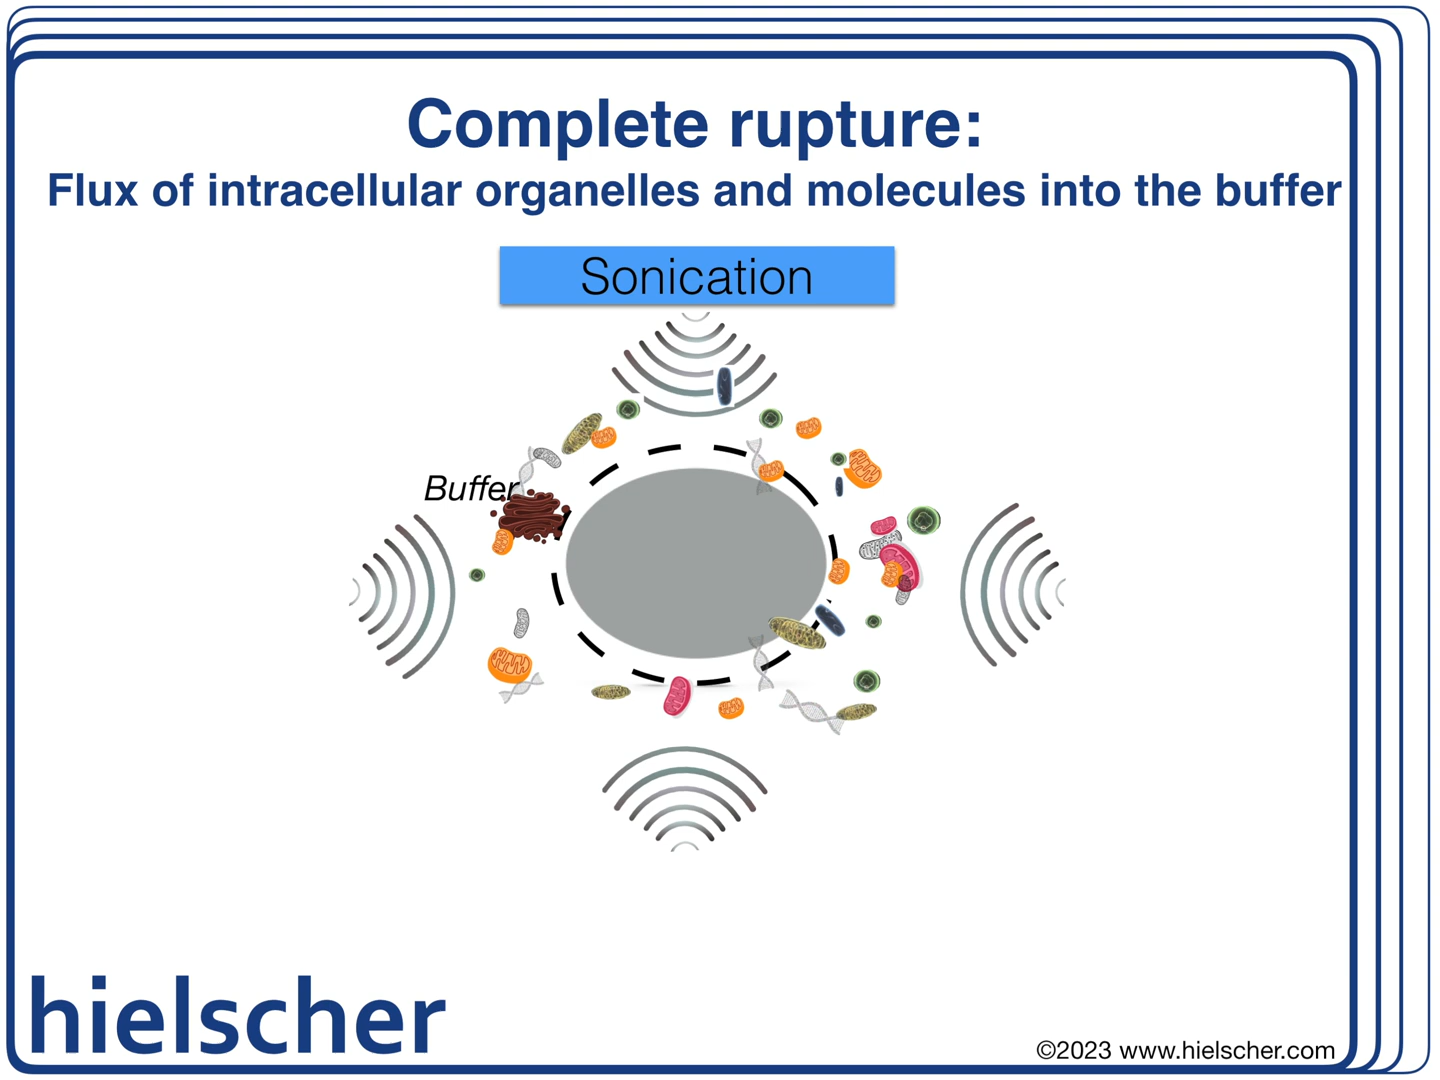 Complete rupture:
Flux of intracellular organelles and molecules into the buffer
Sonication
Buffer
hielscher
©2023 www.hielscher.com